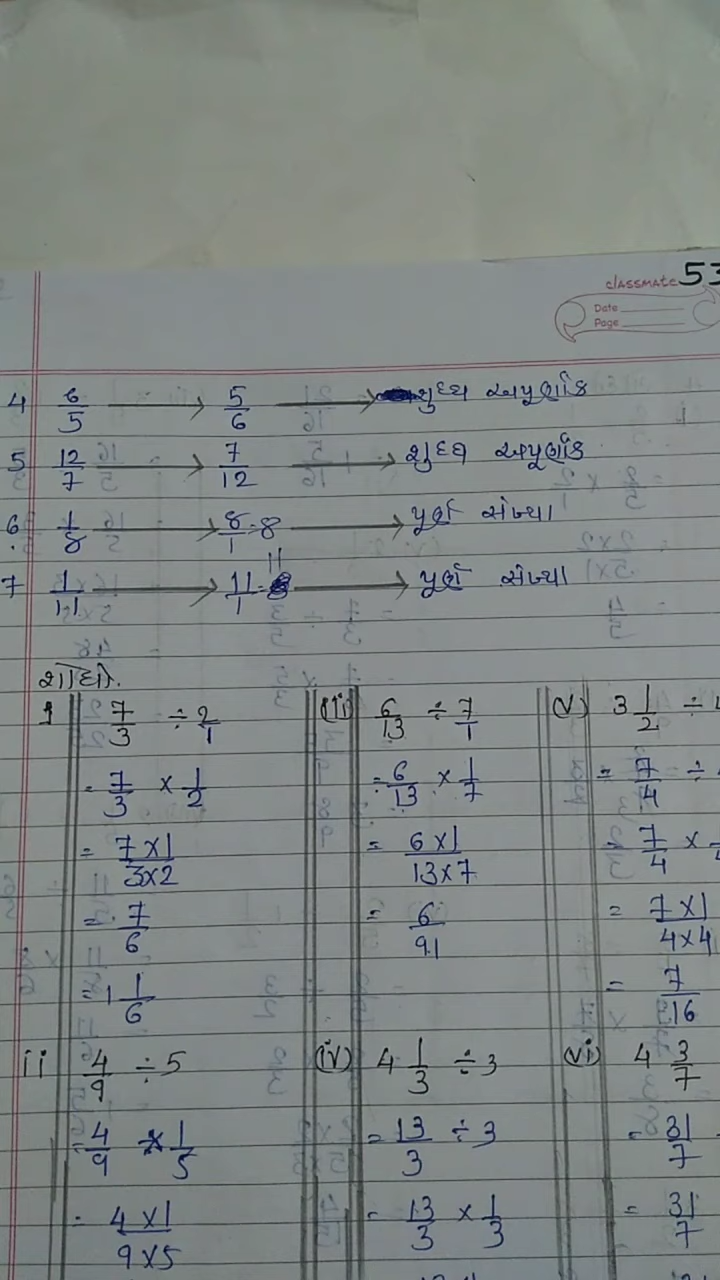 classmate 53
Date
Page
4 6/5 → 5/6 → શુદ્ધ અપૂર્ણાંક
5 12/7 → 7/12 → શુદ્ધ અપૂર્ણાંક
6 1/8 → 8/1 = 8 → પૂર્ણ સંખ્યા
7 1/11 → 11/1 = 11 → પૂર્ણ સંખ્યા
શોધો.
1 7/3 ÷ 2/1
= 7/3 × 1/2
= 7×1/3×2
= 7/6
= 1 1/6
ii 4/9 ÷ 5
= 4/9 × 1/5
= 4×1/9×5
(iii) 6/13 ÷ 7/1
= 6/13 × 1/7
= 6×1/13×7
= 6/91
(iv) 4 1/3 ÷ 3
= 13/3 ÷ 3
= 13/3 × 1/3
(v) 3 1/2 ÷
= 7/4 ÷
= 7/4 ×
= 7×1/4×4
= 7/16
(vi) 4 3/7
= 31/7
= 31/7